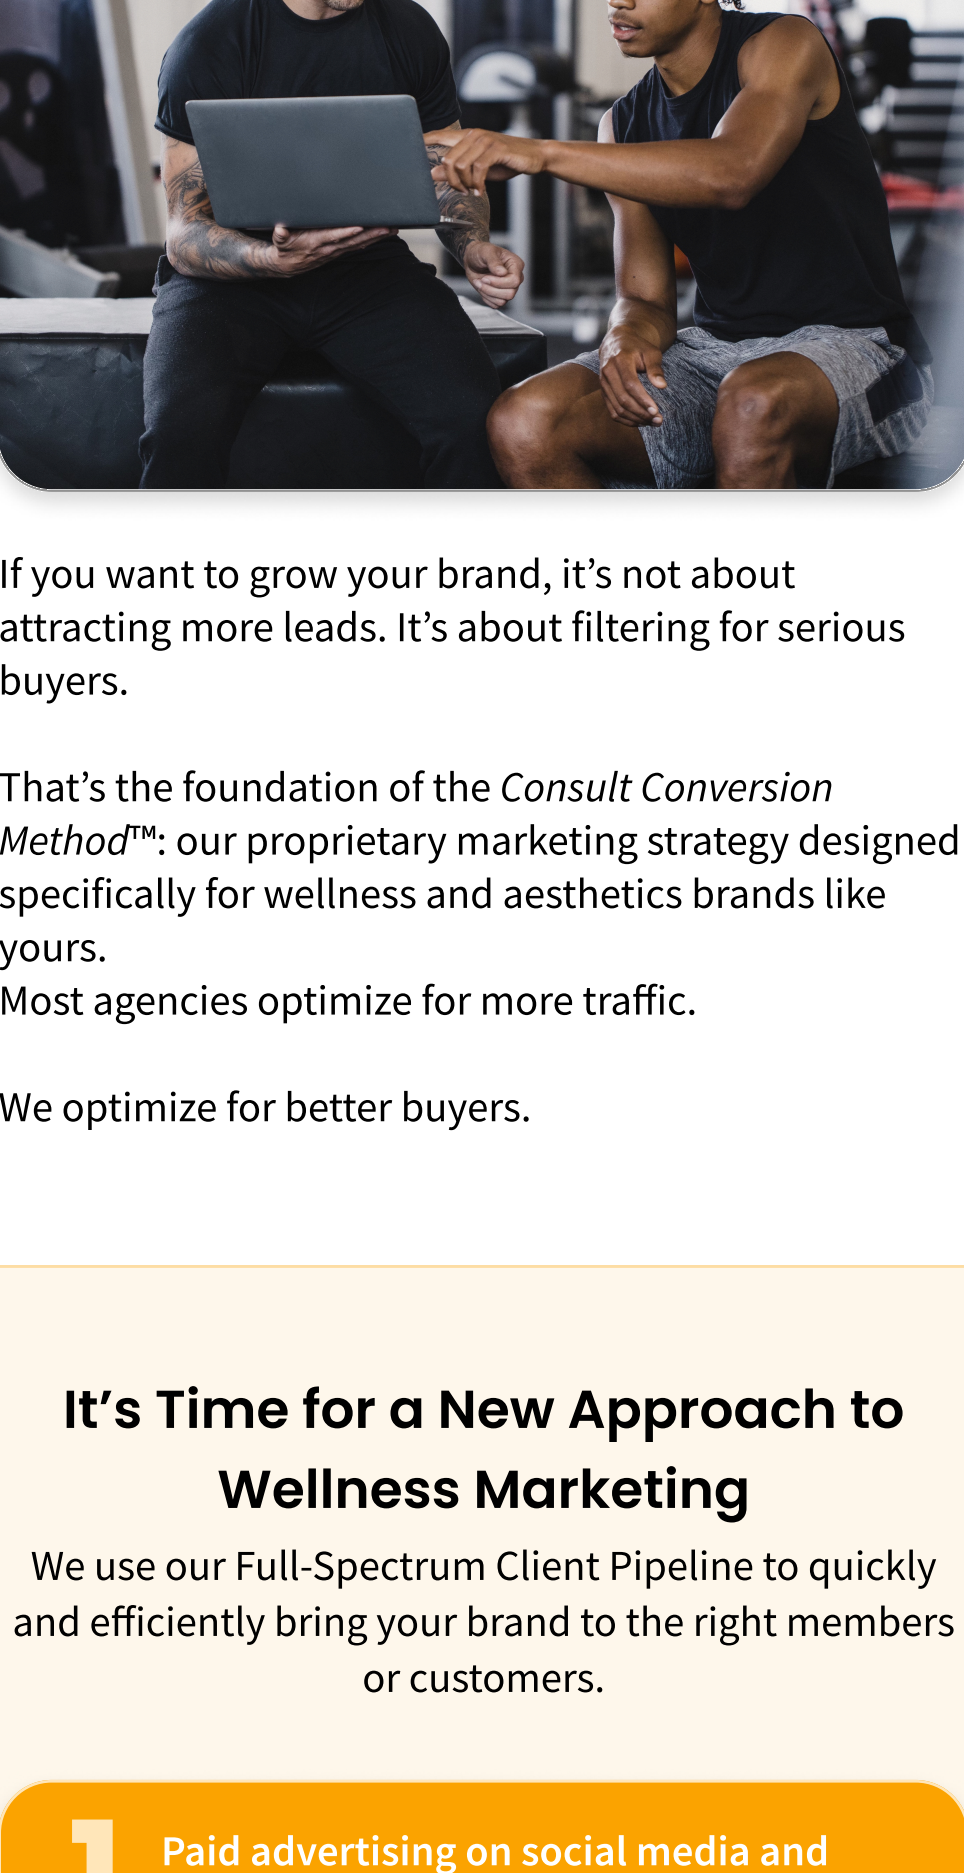 If you want to grow your brand, it’s not about
attracting more leads. It’s about filtering for serious
buyers.
That’s the foundation of the Consult Conversion
Method™: our proprietary marketing strategy designed
specifically for wellness and aesthetics brands like
yours.
Most agencies optimize for more traffic.
We optimize for better buyers.
It’s Time for a New Approach to
Wellness Marketing
We use our Full-Spectrum Client Pipeline to quickly
and efficiently bring your brand to the right members
or customers.
1
Paid advertising on social media and